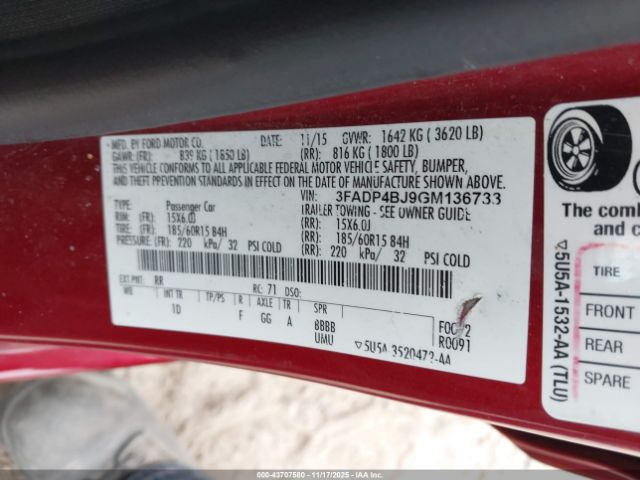 MFD. BY FORD MOTOR CO.
DATE: 11/15 GVWR: 1642 KG ( 3620 LB)
GAWR: (FR): 839 KG ( 1850 LB) (RR): 816 KG ( 1800 LB)
THIS VEHICLE CONFORMS TO ALL APPLICABLE FEDERAL MOTOR VEHICLE SAFETY, BUMPER,
AND THEFT PREVENTION STANDARDS IN EFFECT ON THE DATE OF MANUFACTURE SHOWN ABOVE.
VIN: 3FADP4BJ9GM136733
TYPE: Passenger Car TRAILER TOWING - SEE OWNER GUIDE
RIM: (FR): 15X6.0J (RR): 15X6.0J
TIRE: (FR): 185/60R15 84H (RR): 185/60R15 84H
PRESSURE: (FR): 220 kPa/ 32 PSI COLD (RR): 220 kPa/ 32 PSI COLD
EXT PNT: RR RC: 71 DSO:
WB INT TR TP/PS R AXLE TR SPR
1D F GG A BBBB
UMU
F00 2
R0091
▽5U5A 3520472-AA
The com
and c
TIRE
FRONT
REAR
SPARE
▽5U5A-1532-AA (TLU)
000-43707580 | 11/17/2025 | IAAI.COM